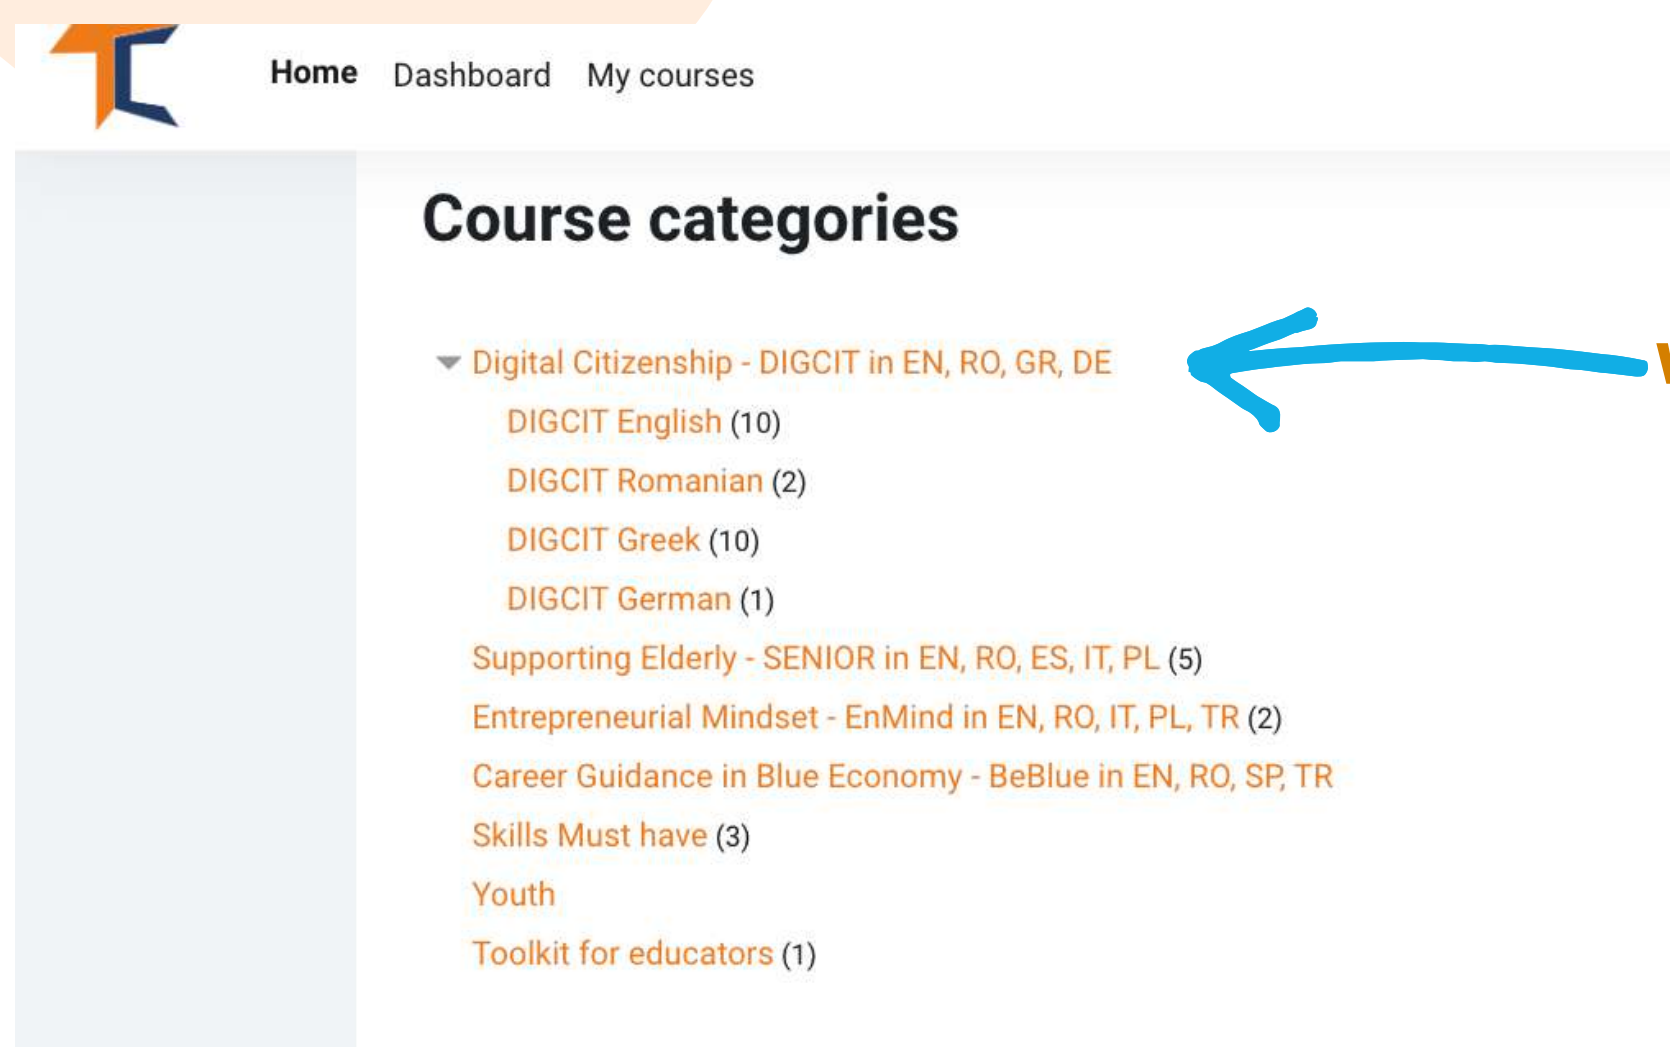 Home Dashboard My courses
Course categories
Digital Citizenship - DIGCIT in EN, RO, GR, DE
DIGCIT English (10)
DIGCIT Romanian (2)
DIGCIT Greek (10)
DIGCIT German (1)
Supporting Elderly - SENIOR in EN, RO, ES, IT, PL (5)
Entrepreneurial Mindset - EnMind in EN, RO, IT, PL, TR (2)
Career Guidance in Blue Economy - BeBlue in EN, RO, SP, TR
Skills Must have (3)
Youth
Toolkit for educators (1)